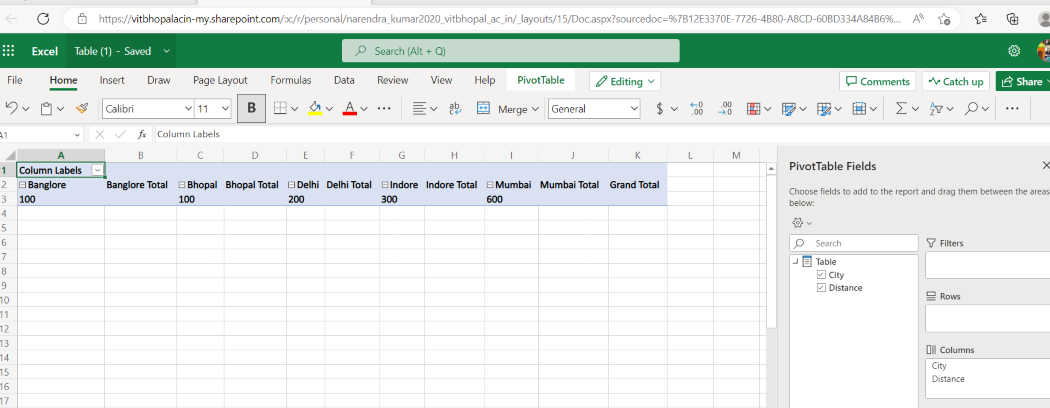 https://vitbhopalacin-my.sharepoint.com/:x:/r/personal/narendra_kumar2020_vitbhopal_ac_in/_layouts/15/Doc.aspx?sourcedoc=%7B12E3370E-7726-4B80-A8CD-60BD334A84B6%...
Excel Table (1) - Saved Search (Alt + Q)
File Home Insert Draw Page Layout Formulas Data Review View Help PivotTable Editing Comments Catch up Share
Calibri 11 B A ab Merge General $ .00 .00
A1 fx Column Labels
A B C D E F G H I J K L M
1 Column Labels
2 Banglore Banglore Total Bhopal Bhopal Total Delhi Delhi Total Indore Indore Total Mumbai Mumbai Total Grand Total
3 100 100 200 300 600
4
5
6
7
8
9
10
11
12
13
14
15
16
17
PivotTable Fields
Choose fields to add to the report and drag them between the areas
below:
Search
Table
City
Distance
Filters
Rows
Columns
City
Distance